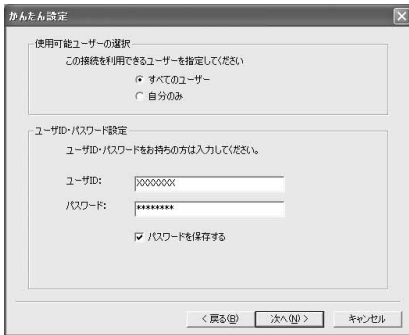 かんたん設定
使用可能ユーザーの選択
この接続を利用できるユーザーを指定してください
すべてのユーザー
自分のみ
ユーザID・パスワード設定
ユーザID・パスワードをお持ちの方は入力してください。
ユーザID: XXXXXXX
パスワード: ********
パスワードを保存する
< 戻る(B) 次へ(N) > キャンセル